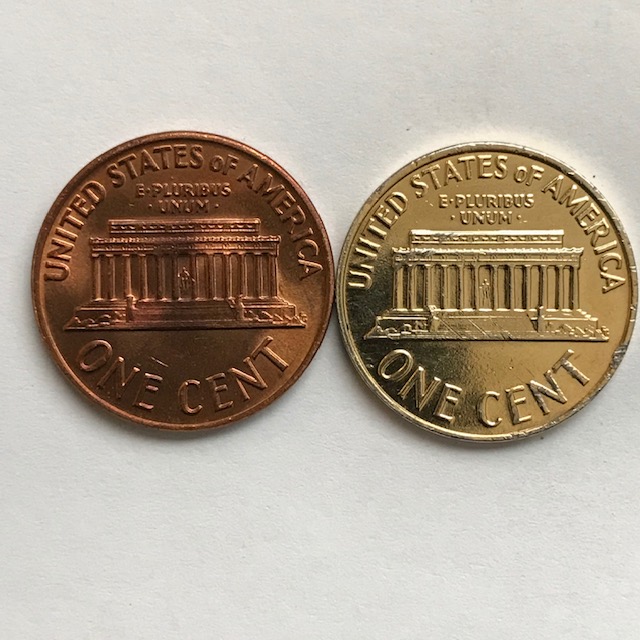 UNITED STATES OF AMERICA
E·PLURIBUS
·UNUM·
ONE CENT
UNITED STATES OF AMERICA
E·PLURIBUS
·UNUM·
ONE CENT